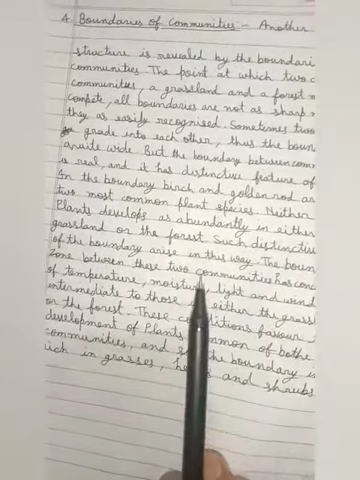 4 Boundaries of Communities :- Another
structure is revealed by the boundari
communities. The point at which two c
communities, a grassland and a forest m
compete, all boundaries are not as sharp
they as easily recognised. Sometimes two
grade into each other, thus the boun
quite wide. But the boundary between com
is real, and it has distinctive feature of
In the boundary birch and golden rod ar
two most common plant species. Neither
Plants develops as abundantly in either
grassland or the forest. Such distinctive
of the boundary arise in this way. The boun
zone between these two communities has cond
of temperature, moisture, light and wind
intermediate to those in either the grassl
or the forest. These conditions favour
development of Plants common of bothe
communities, and so the boundary is
rich in grasses, and shrubs